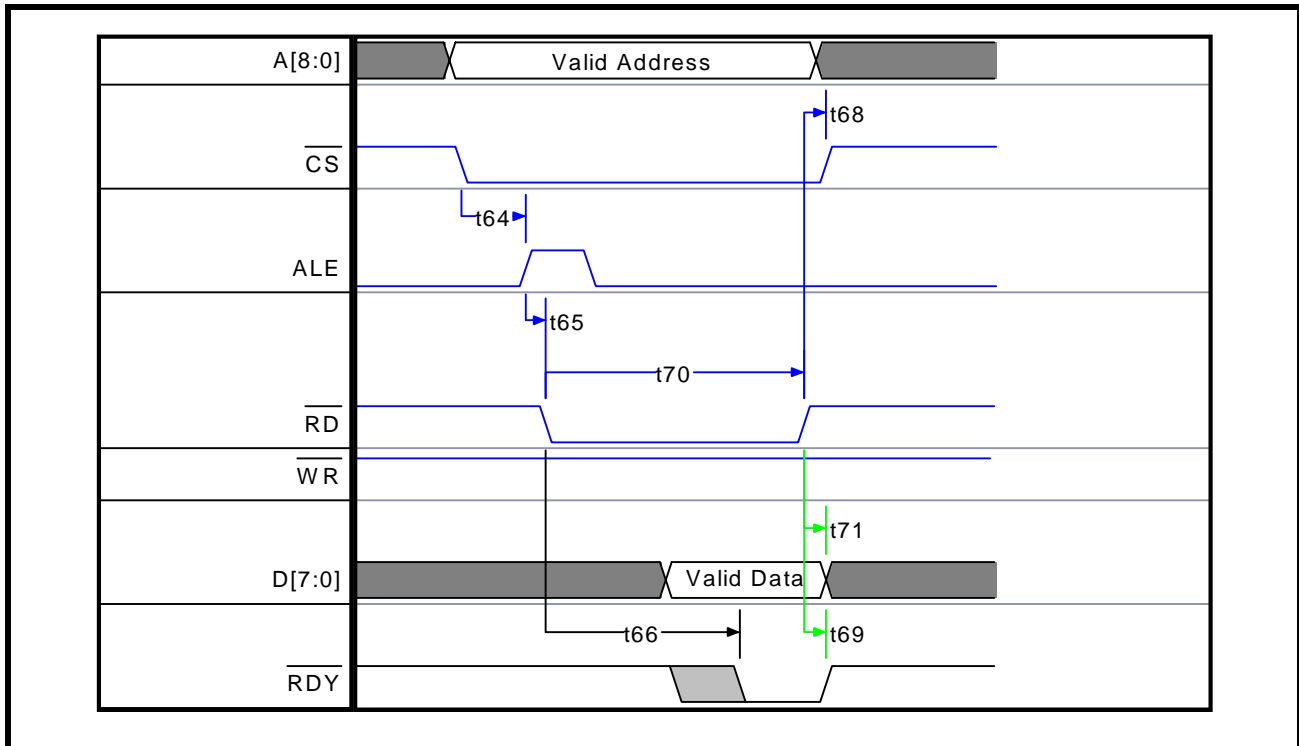 A[8:0]
Valid Address
t68
CS
t64
ALE
t65
t70
RD
WR
t71
D[7:0]
Valid Data
t66
t69
RDY